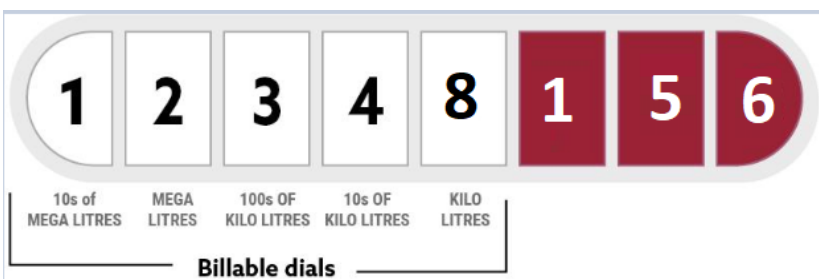 1 2 3 4 8 1 5 6
10s of MEGA 100s OF 10s OF KILO
MEGA LITRES LITRES KILO LITRES KILO LITRES LITRES
Billable dials